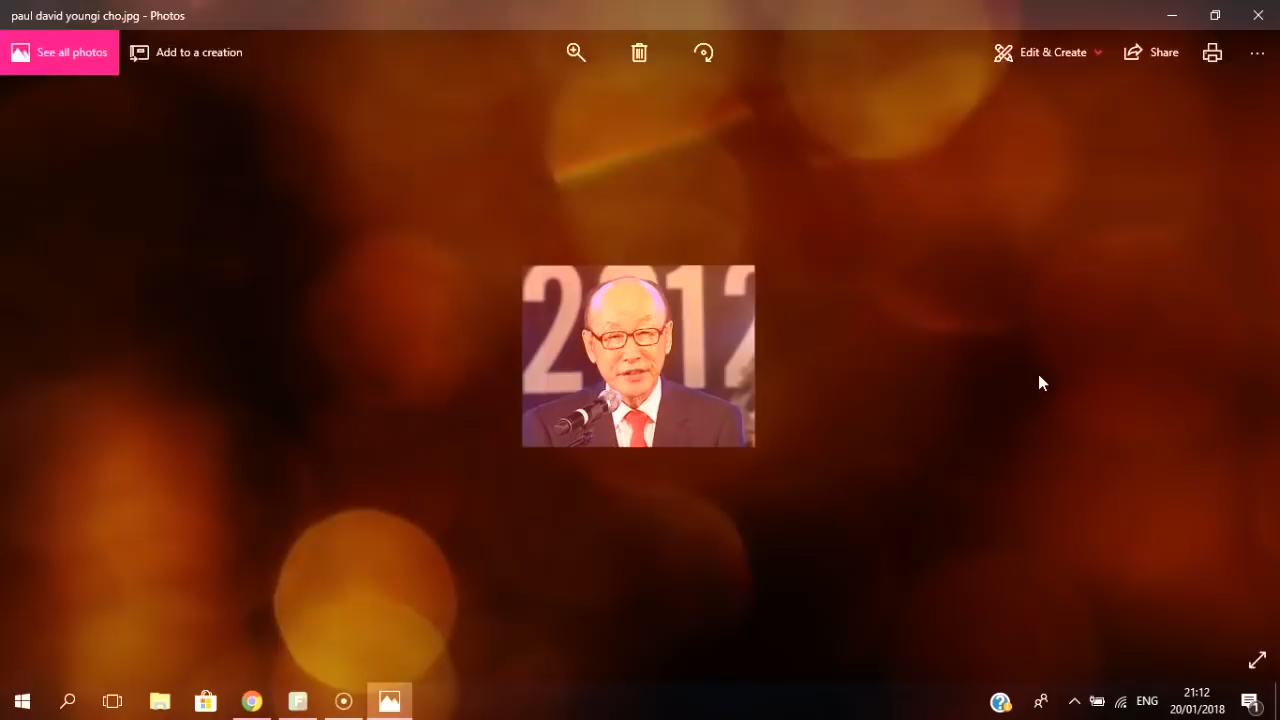 paul david youngi cho.jpg - Photos
See all photos
Add to a creation
Edit & Create
Share
2012
F
ENG
21:12
20/01/2018
1